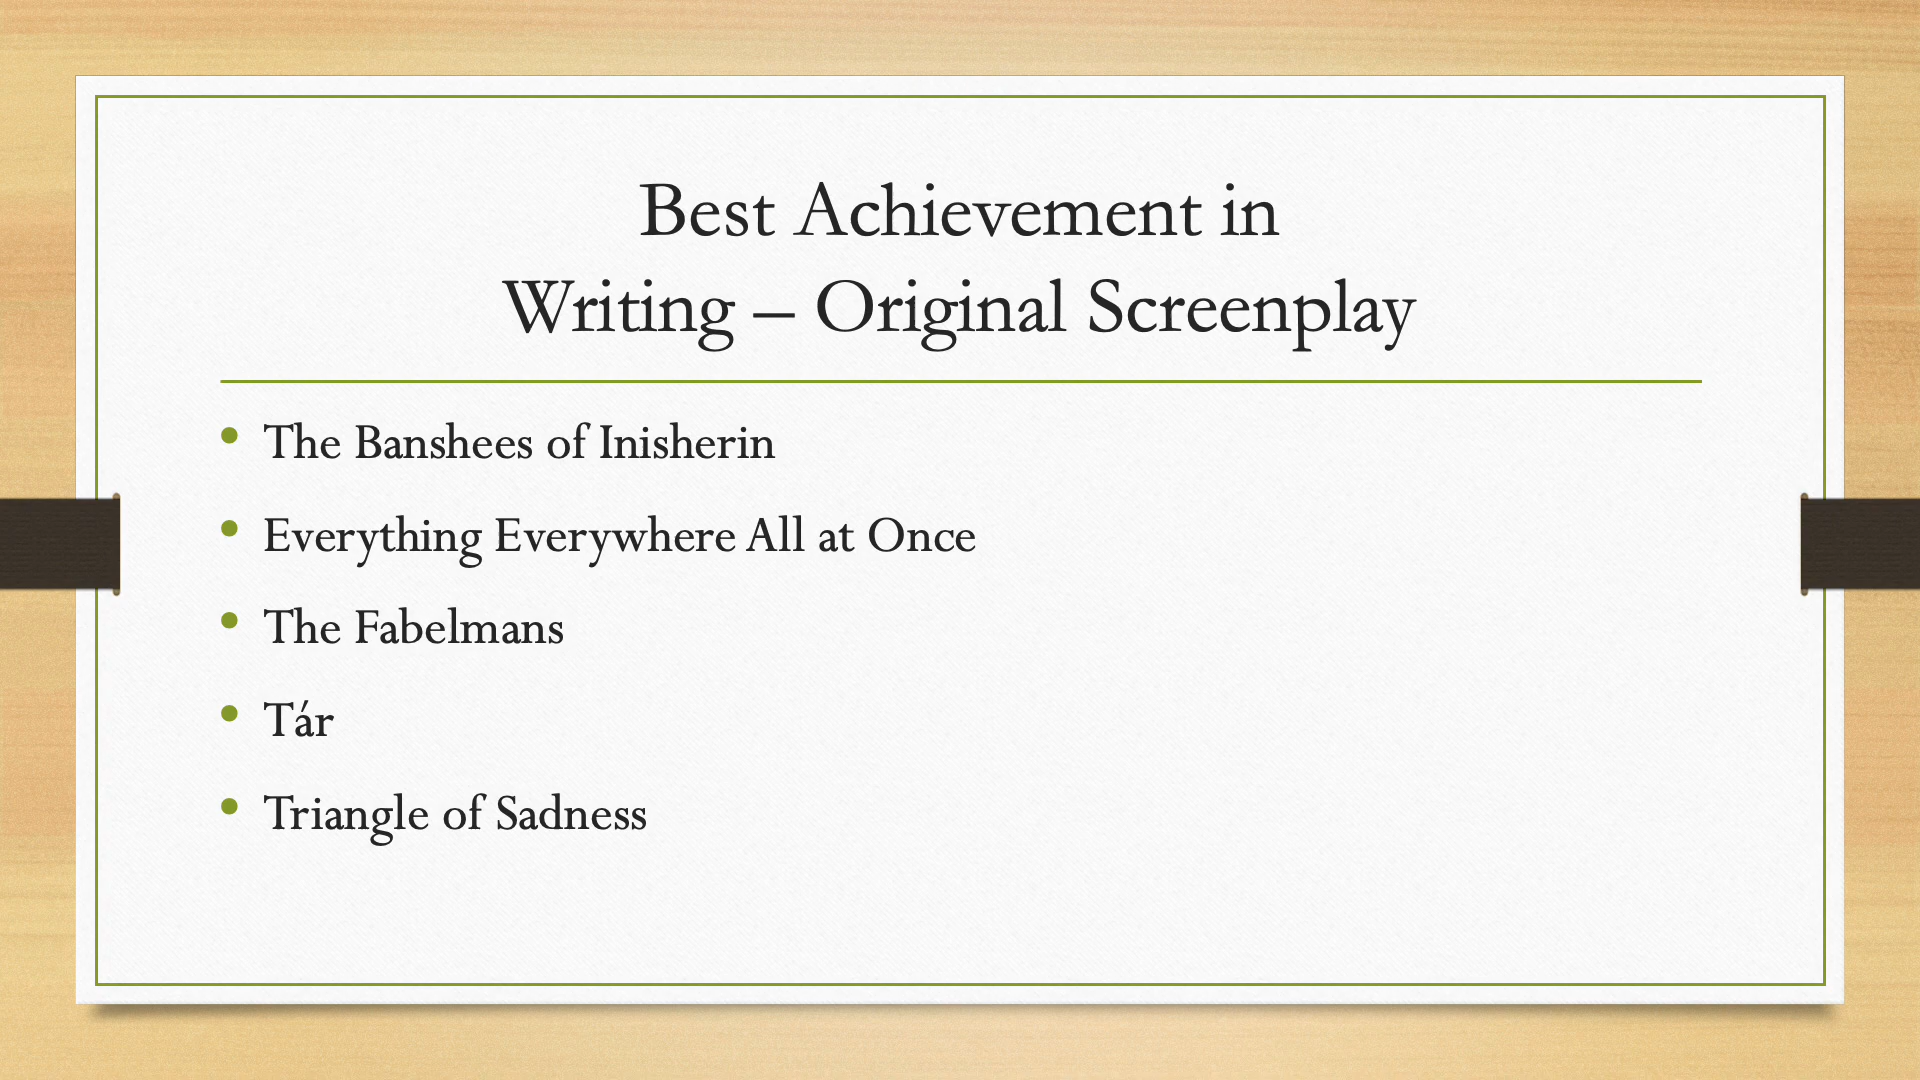 Best Achievement in
Writing – Original Screenplay
• The Banshees of Inisherin
• Everything Everywhere All at Once
• The Fabelmans
• Tár
• Triangle of Sadness